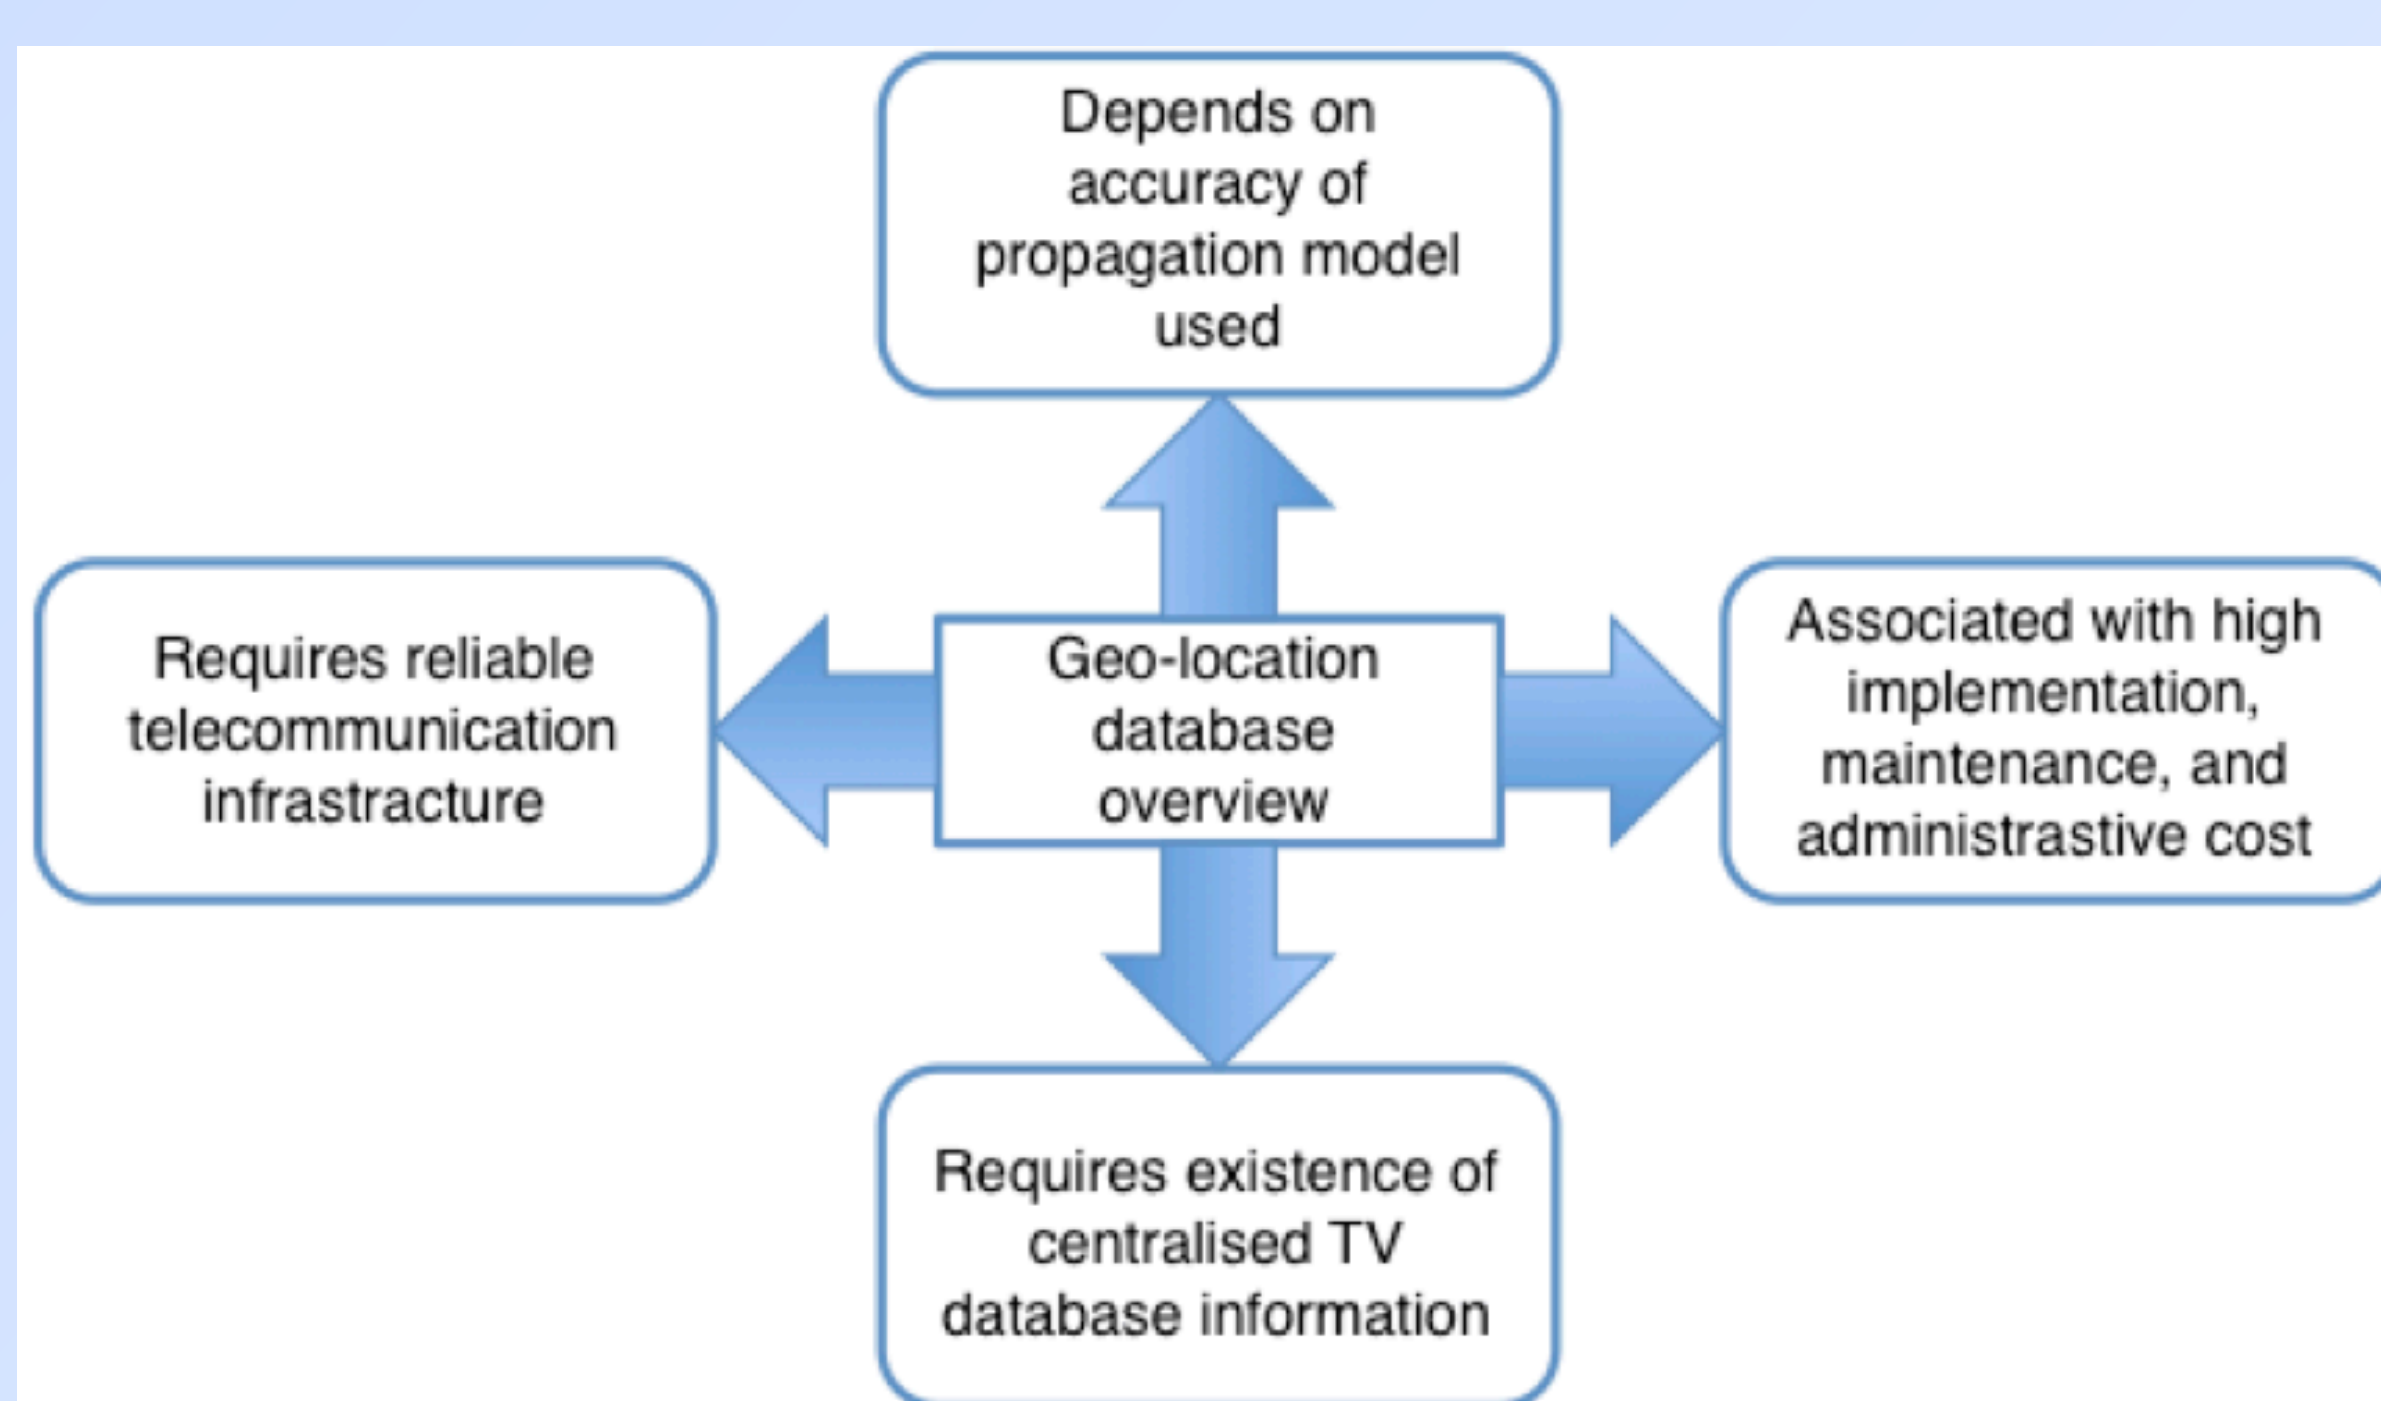 Depends on
accuracy of
propagation model
used
Requires reliable
telecommunication
infrastracture
Geo-location
database
overview
Associated with high
implementation,
maintenance, and
administrastive cost
Requires existence of
centralised TV
database information